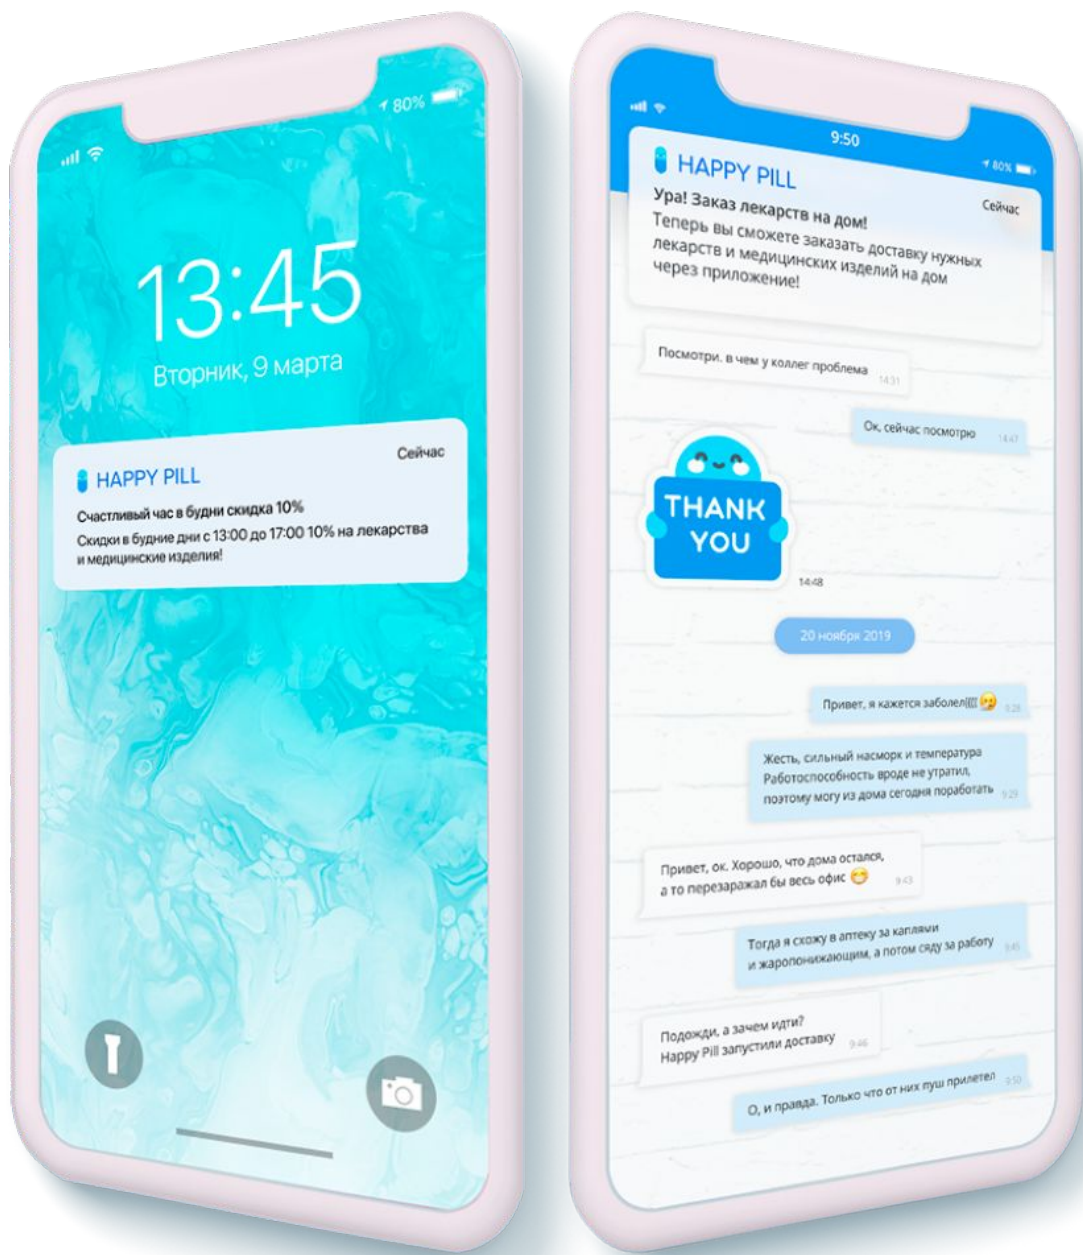 80%
13:45
Вторник, 9 марта
HAPPY PILL
Сейчас
Счастливый час в будни скидка 10%
Скидки в будние дни с 13:00 до 17:00 10% на лекарства
и медицинские изделия!
9:50
80%
HAPPY PILL
Сейчас
Ура! Заказ лекарств на дом!
Теперь вы сможете заказать доставку нужных
лекарств и медицинских изделий на дом
через приложение!
Посмотри. в чем у коллег проблема
14:31
Ок, сейчас посмотрю
14:47
THANK
YOU
14:48
20 ноября 2019
Привет, я кажется заболел((((
9:28
Жесть, сильный насморк и температура
Работоспособность вроде не утратил,
поэтому могу из дома сегодня поработать
9:29
Привет, ок. Хорошо, что дома остался,
а то перезаражал бы весь офис
9:43
Тогда я схожу в аптеку за каплями
и жаропонижающим, а потом сяду за работу
9:45
Подожди, а зачем идти?
Happy Pill запустили доставку
9:46
О, и правда. Только что от них пуш прилетел
9:50